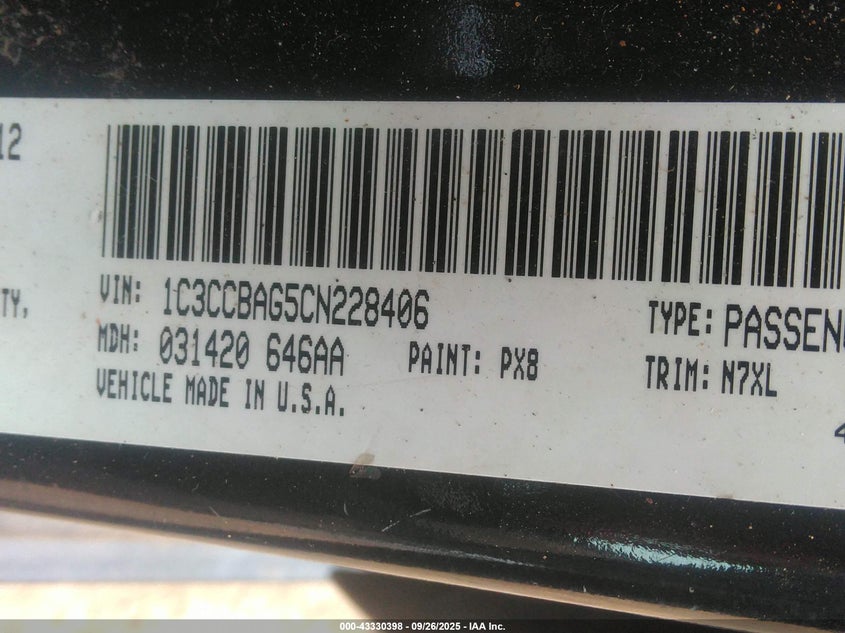 12
TY,
VIN: 1C3CCBAG5CN228406
TYPE: PASSEN
MDH: 031420 646AA
PAINT: PX8
TRIM: N7XL
VEHICLE MADE IN U.S.A.
4
000-43330398 - 09/26/2025 - IAA Inc.